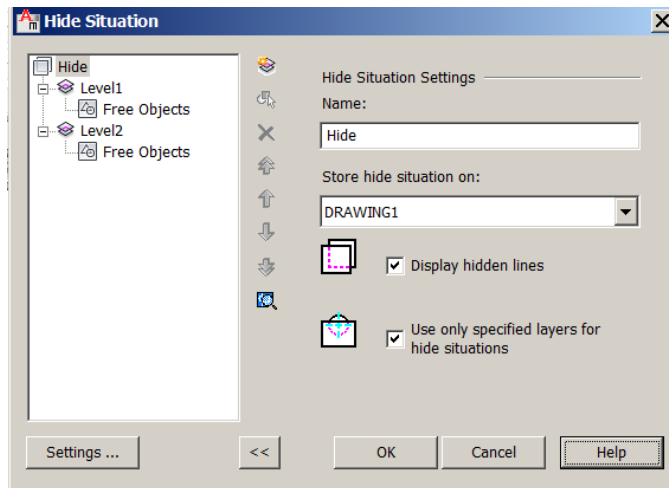 Hide Situation
Hide
Level1
Free Objects
Level2
Free Objects
Hide Situation Settings
Name:
Hide
Store hide situation on:
DRAWING1
Display hidden lines
Use only specified layers for
hide situations
Settings ...
<<
OK
Cancel
Help